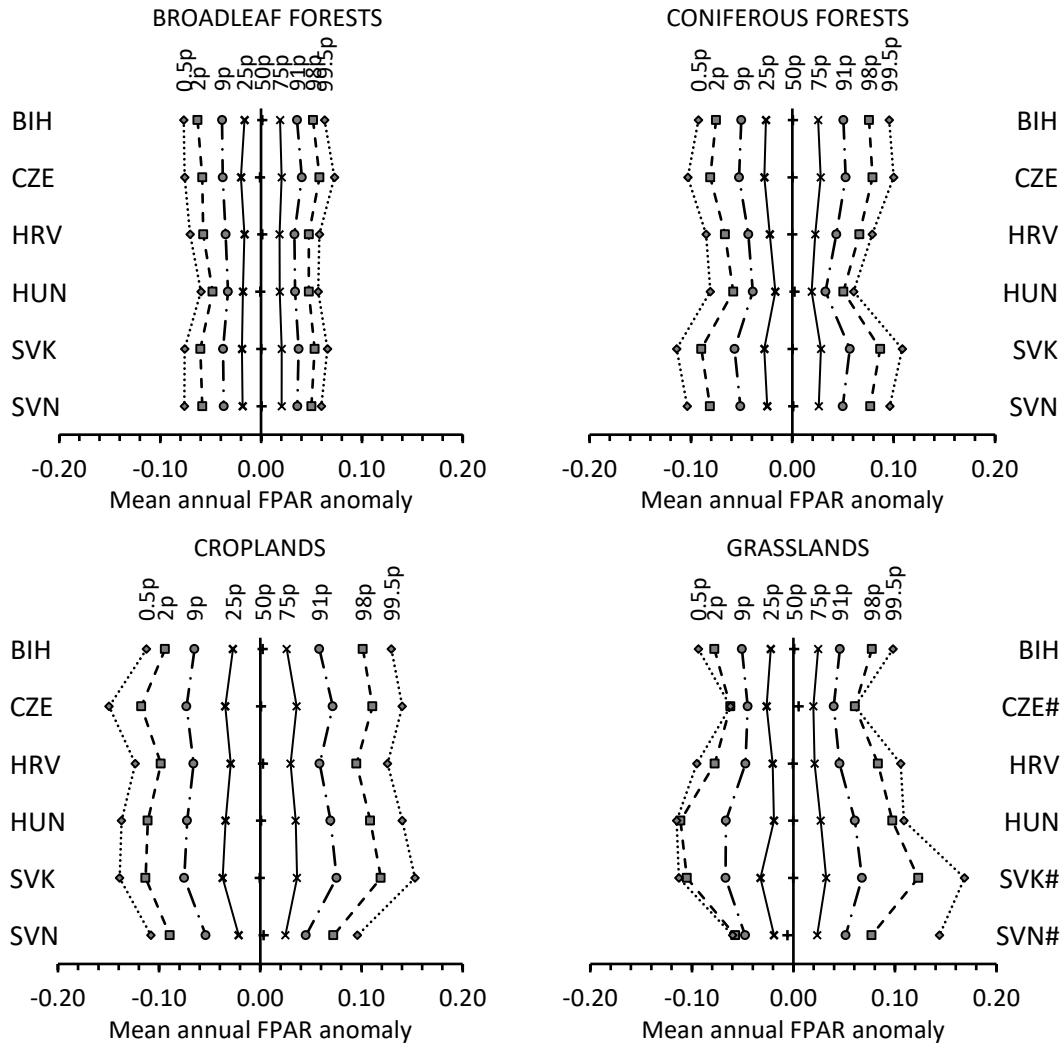 BROADLEAF FORESTS
0.5p 2p 9p 25p 50p 75p 91p 98p 99.5p
BIH
CZE
HRV
HUN
SVK
SVN
-0.20 -0.10 0.00 0.10 0.20
Mean annual FPAR anomaly
CONIFEROUS FORESTS
0.5p 2p 9p 25p 50p 75p 91p 98p 99.5p
BIH
CZE
HRV
HUN
SVK
SVN
-0.20 -0.10 0.00 0.10 0.20
Mean annual FPAR anomaly
CROPLANDS
0.5p 2p 9p 25p 50p 75p 91p 98p 99.5p
BIH
CZE
HRV
HUN
SVK
SVN
-0.20 -0.10 0.00 0.10 0.20
Mean annual FPAR anomaly
GRASSLANDS
0.5p 2p 9p 25p 50p 75p 91p 98p 99.5p
BIH
CZE#
HRV
HUN
SVK#
SVN#
-0.20 -0.10 0.00 0.10 0.20
Mean annual FPAR anomaly